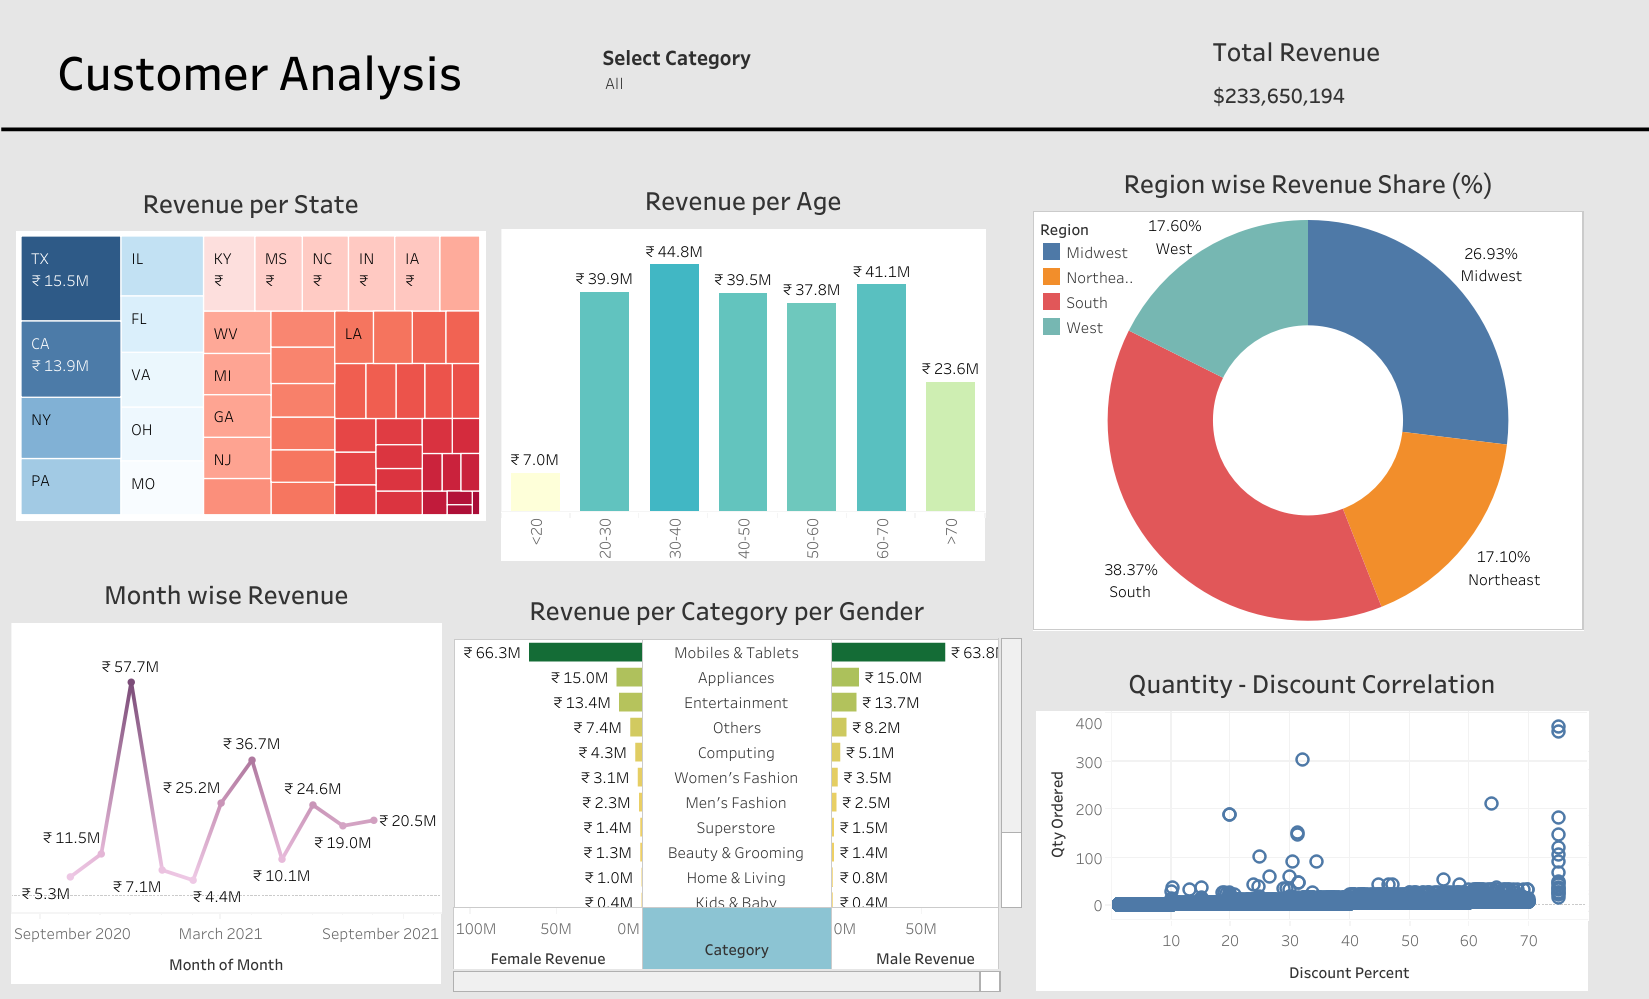 Customer Analysis
Select Category
All
Total Revenue
$233,650,194
Revenue per State
TX
₹ 15.5M
CA
₹ 13.9M
NY
PA
IL
FL
VA
OH
MO
KY
₹
MS
₹
NC
₹
IN
₹
IA
₹
WV
MI
GA
NJ
LA
Revenue per Age
₹ 7.0M
₹ 39.9M
₹ 44.8M
₹ 39.5M
₹ 37.8M
₹ 41.1M
₹ 23.6M
<20
20-30
30-40
40-50
50-60
60-70
>70
Region wise Revenue Share (%)
Region
Midwest
Northea..
South
West
17.60%
West
26.93%
Midwest
17.10%
Northeast
38.37%
South
Month wise Revenue
₹ 57.7M
₹ 36.7M
₹ 25.2M
₹ 24.6M
₹ 11.5M
₹ 20.5M
₹ 19.0M
₹ 5.3M
₹ 7.1M
₹ 4.4M
₹ 10.1M
September 2020
March 2021
September 2021
Month of Month
Revenue per Category per Gender
₹ 66.3M Mobiles & Tablets ₹ 63.8M
₹ 15.0M Appliances ₹ 15.0M
₹ 13.4M Entertainment ₹ 13.7M
₹ 7.4M Others ₹ 8.2M
₹ 4.3M Computing ₹ 5.1M
₹ 3.1M Women's Fashion ₹ 3.5M
₹ 2.3M Men's Fashion ₹ 2.5M
₹ 1.4M Superstore ₹ 1.5M
₹ 1.3M Beauty & Grooming ₹ 1.4M
₹ 1.0M Home & Living ₹ 0.8M
₹ 0.4M Kids & Baby ₹ 0.4M
100M 50M 0M
0M 50M
Female Revenue
Category
Male Revenue
Quantity - Discount Correlation
400
300
200
100
0
Qty Ordered
10 20 30 40 50 60 70
Discount Percent